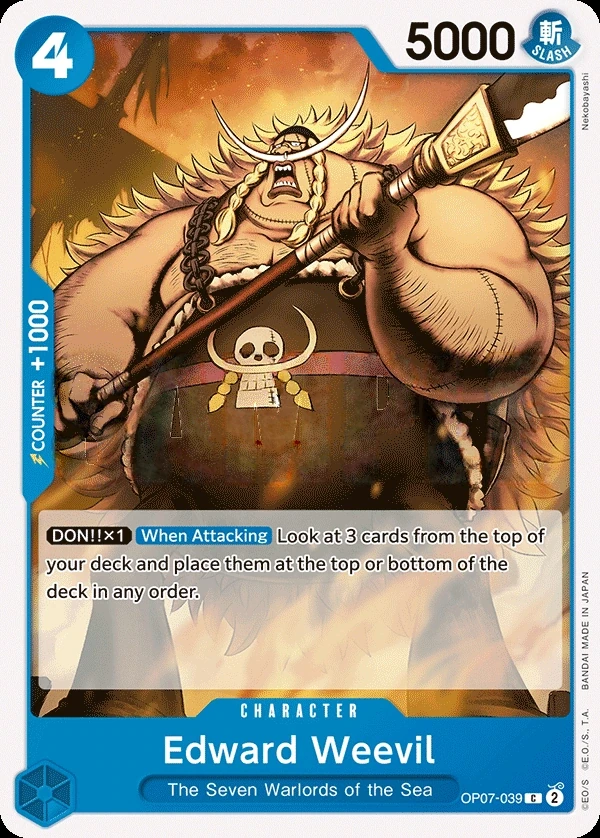 4
5000
斬
SLASH
Nekobayashi
COUNTER +1000
DON!!×1 When Attacking Look at 3 cards from the top of
your deck and place them at the top or bottom of the
deck in any order.
BANDAI MADE IN JAPAN
©E.O./S., T.A.
©EO/S
CHARACTER
Edward Weevil
The Seven Warlords of the Sea
OP07-039 C 2